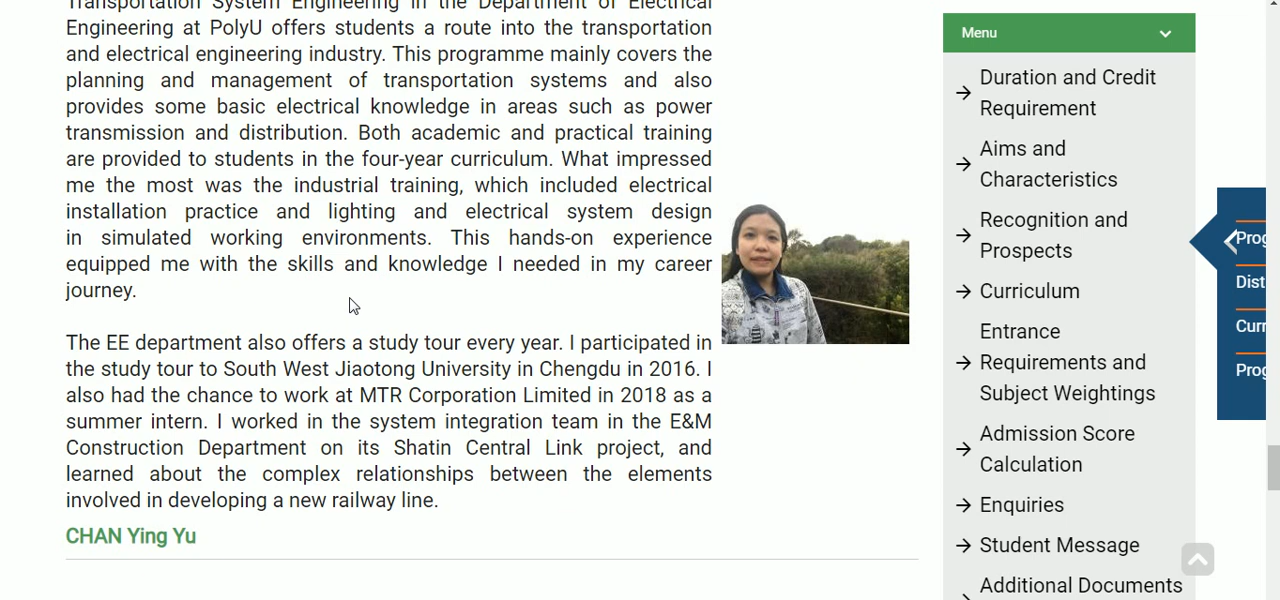 Transportation System Engineering in the Department of Electrical
Engineering at PolyU offers students a route into the transportation
and electrical engineering industry. This programme mainly covers the
planning and management of transportation systems and also
provides some basic electrical knowledge in areas such as power
transmission and distribution. Both academic and practical training
are provided to students in the four-year curriculum. What impressed
me the most was the industrial training, which included electrical
installation practice and lighting and electrical system design
in simulated working environments. This hands-on experience
equipped me with the skills and knowledge I needed in my career
journey.
The EE department also offers a study tour every year. I participated in
the study tour to South West Jiaotong University in Chengdu in 2016. I
also had the chance to work at MTR Corporation Limited in 2018 as a
summer intern. I worked in the system integration team in the E&M
Construction Department on its Shatin Central Link project, and
learned about the complex relationships between the elements
involved in developing a new railway line.
CHAN Ying Yu
Menu
Duration and Credit
Requirement
Aims and
Characteristics
Recognition and
Prospects
Curriculum
Entrance
Requirements and
Subject Weightings
Admission Score
Calculation
Enquiries
Student Message
Additional Documents
Prog
Dist
Curr
Prog